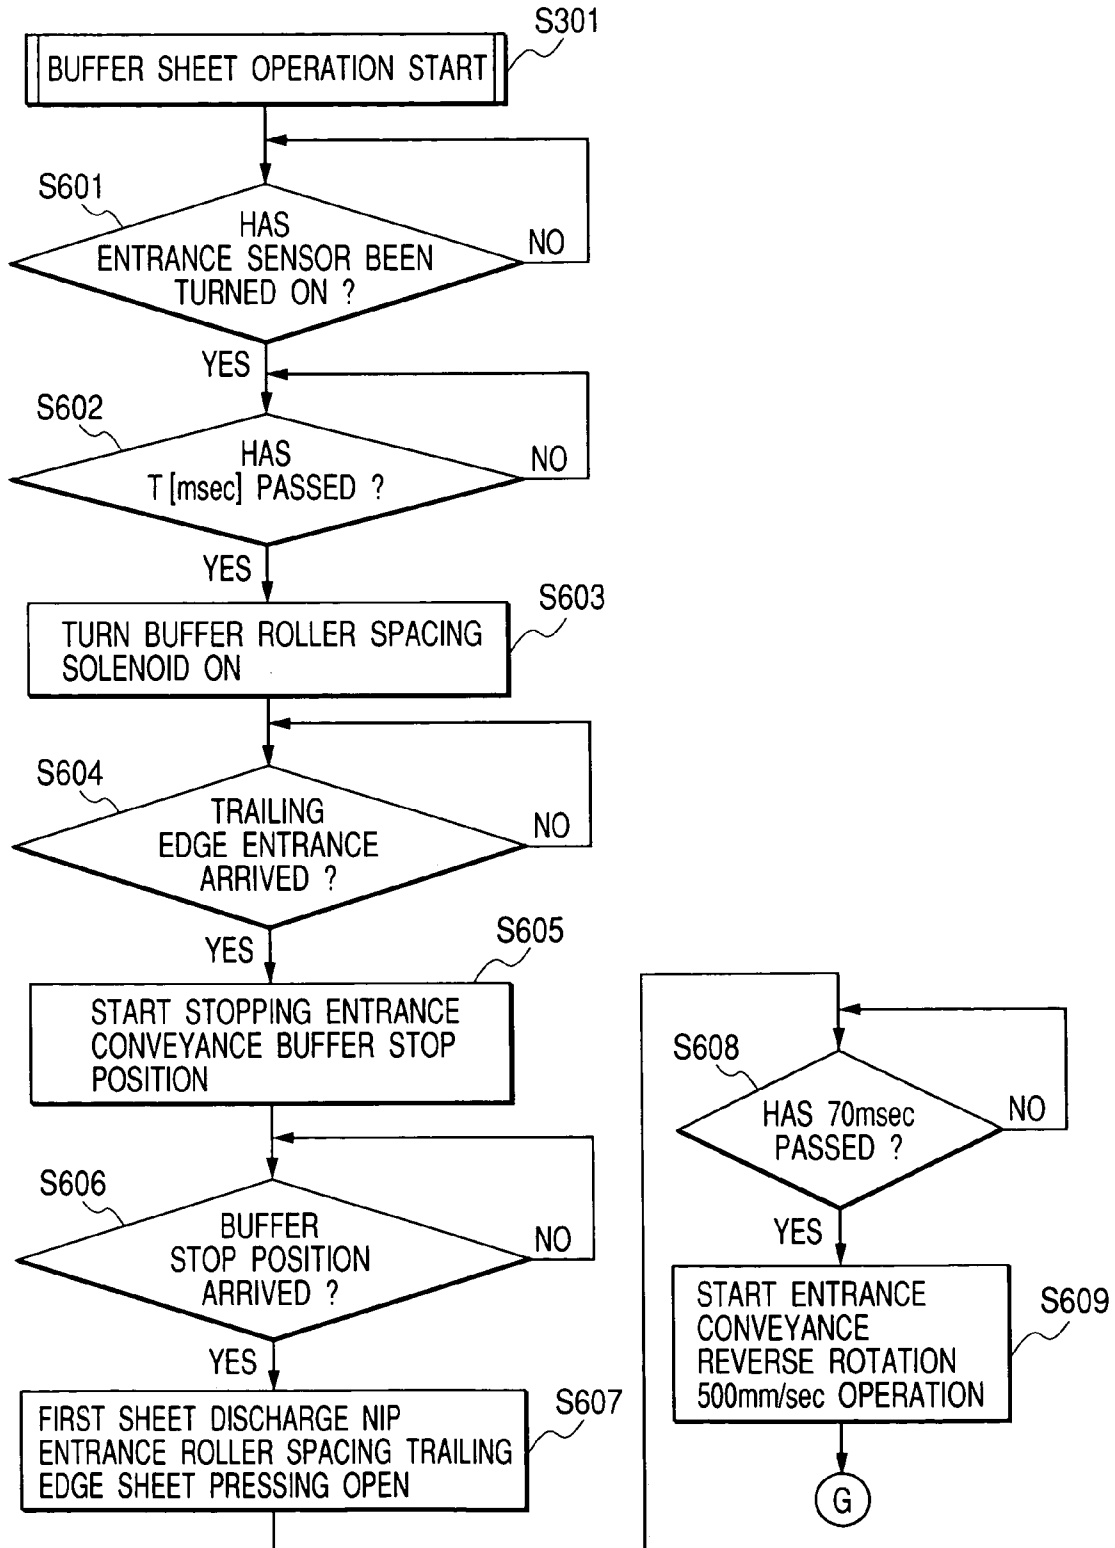 S301
BUFFER SHEET OPERATION START
S601
HAS
ENTRANCE SENSOR BEEN
TURNED ON ?
NO
YES
S602
HAS
T [msec] PASSED ?
NO
YES
S603
TURN BUFFER ROLLER SPACING
SOLENOID ON
S604
TRAILING
EDGE ENTRANCE
ARRIVED ?
NO
YES
S605
START STOPPING ENTRANCE
CONVEYANCE BUFFER STOP
POSITION
S606
BUFFER
STOP POSITION
ARRIVED ?
NO
YES
S607
FIRST SHEET DISCHARGE NIP
ENTRANCE ROLLER SPACING TRAILING
EDGE SHEET PRESSING OPEN
S608
HAS 70msec
PASSED ?
NO
YES
S609
START ENTRANCE
CONVEYANCE
REVERSE ROTATION
500mm/sec OPERATION
G